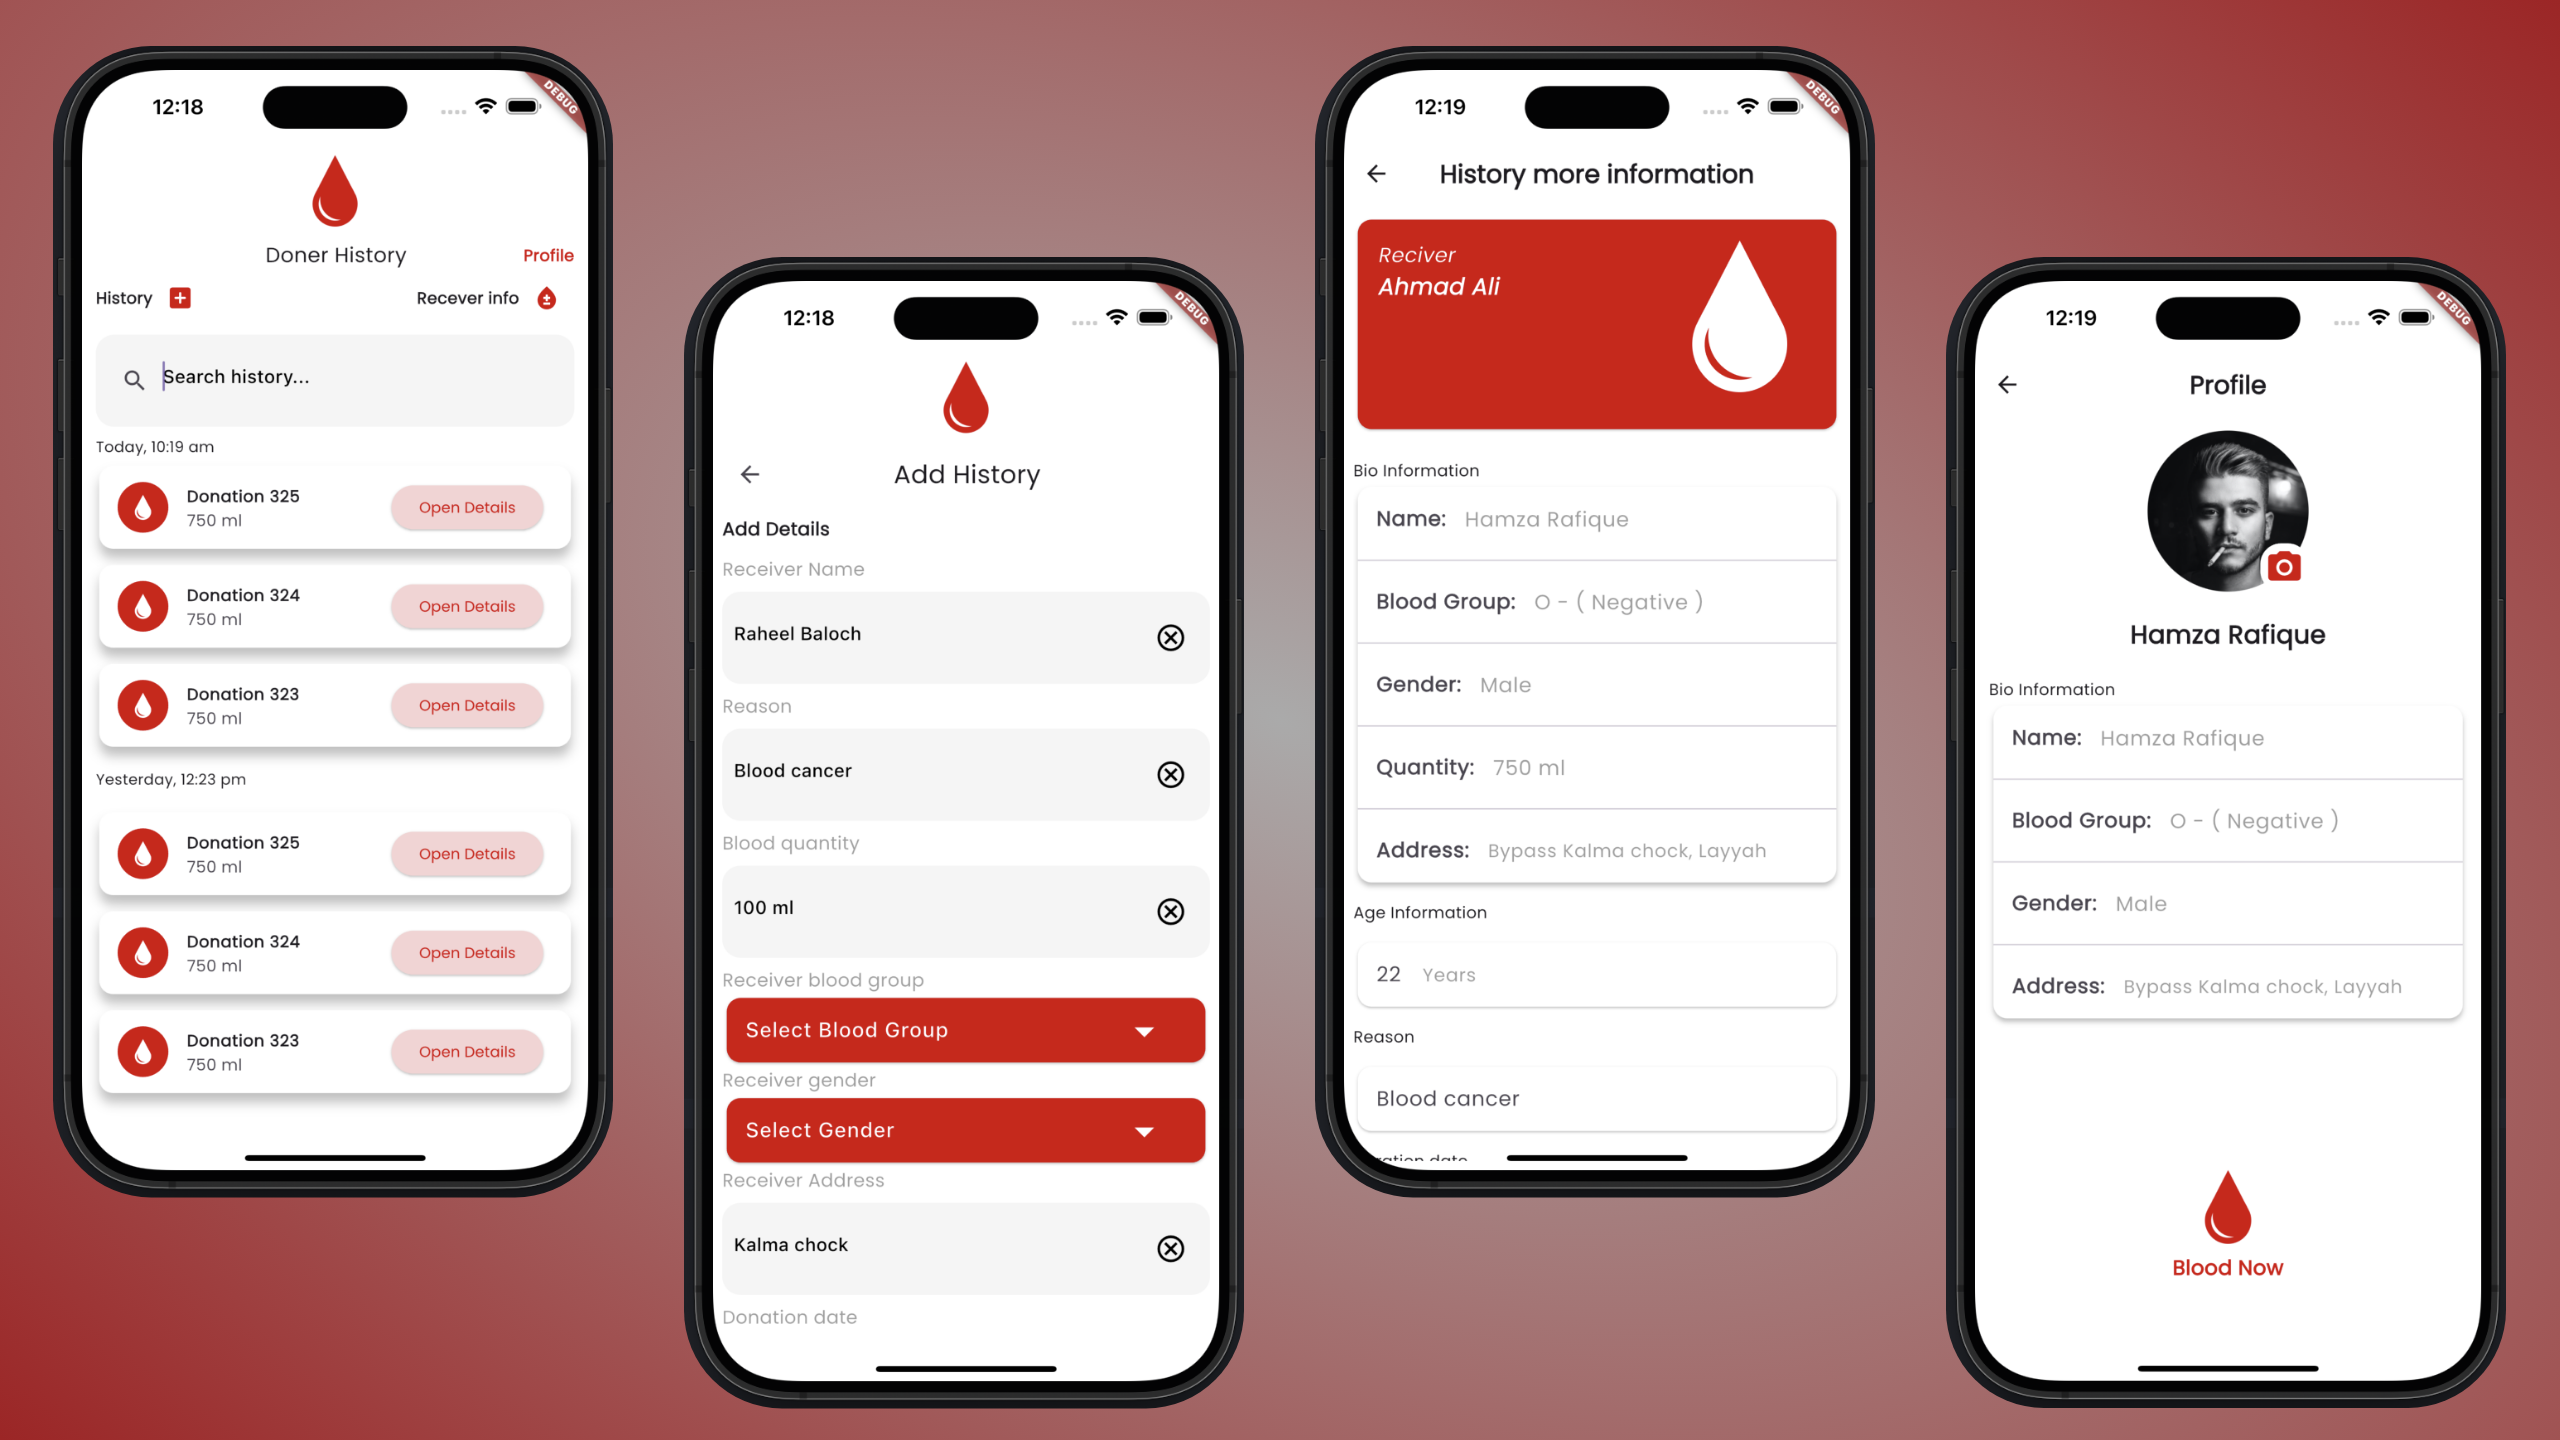 12:18
DEBUG
Doner History
Profile
History
Recever info
Search history...
Today, 10:19 am
Donation 325
750 ml
Open Details
Donation 324
750 ml
Open Details
Donation 323
750 ml
Open Details
Yesterday, 12:23 pm
Donation 325
750 ml
Open Details
Donation 324
750 ml
Open Details
Donation 323
750 ml
Open Details
12:18
DEBUG
Add History
Add Details
Receiver Name
Raheel Baloch
Reason
Blood cancer
Blood quantity
100 ml
Receiver blood group
Select Blood Group
Receiver gender
Select Gender
Receiver Address
Kalma chock
Donation date
12:19
DEBUG
History more information
Reciver
Ahmad Ali
Bio Information
Name: Hamza Rafique
Blood Group: O - ( Negative )
Gender: Male
Quantity: 750 ml
Address: Bypass Kalma chock, Layyah
Age Information
22 Years
Reason
Blood cancer
12:19
DEBUG
Profile
Hamza Rafique
Bio Information
Name: Hamza Rafique
Blood Group: O - ( Negative )
Gender: Male
Address: Bypass Kalma chock, Layyah
Blood Now